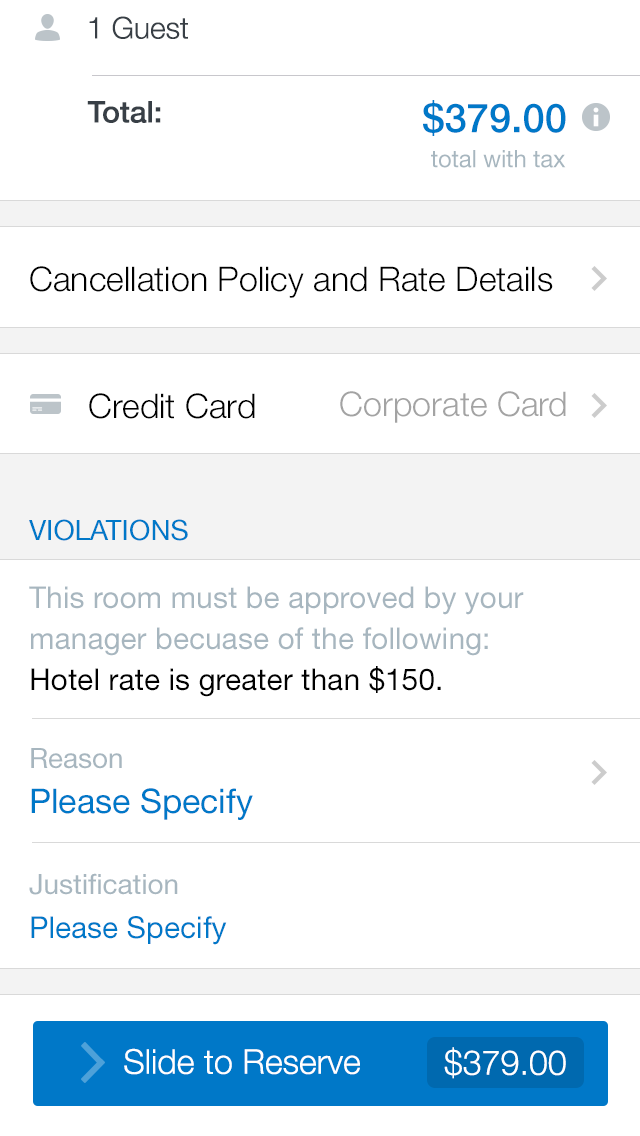 1 Guest
Total:
$379.00
total with tax
Cancellation Policy and Rate Details
Credit Card
Corporate Card
VIOLATIONS
This room must be approved by your
manager becuase of the following:
Hotel rate is greater than $150.
Reason
Please Specify
Justification
Please Specify
Slide to Reserve
$379.00